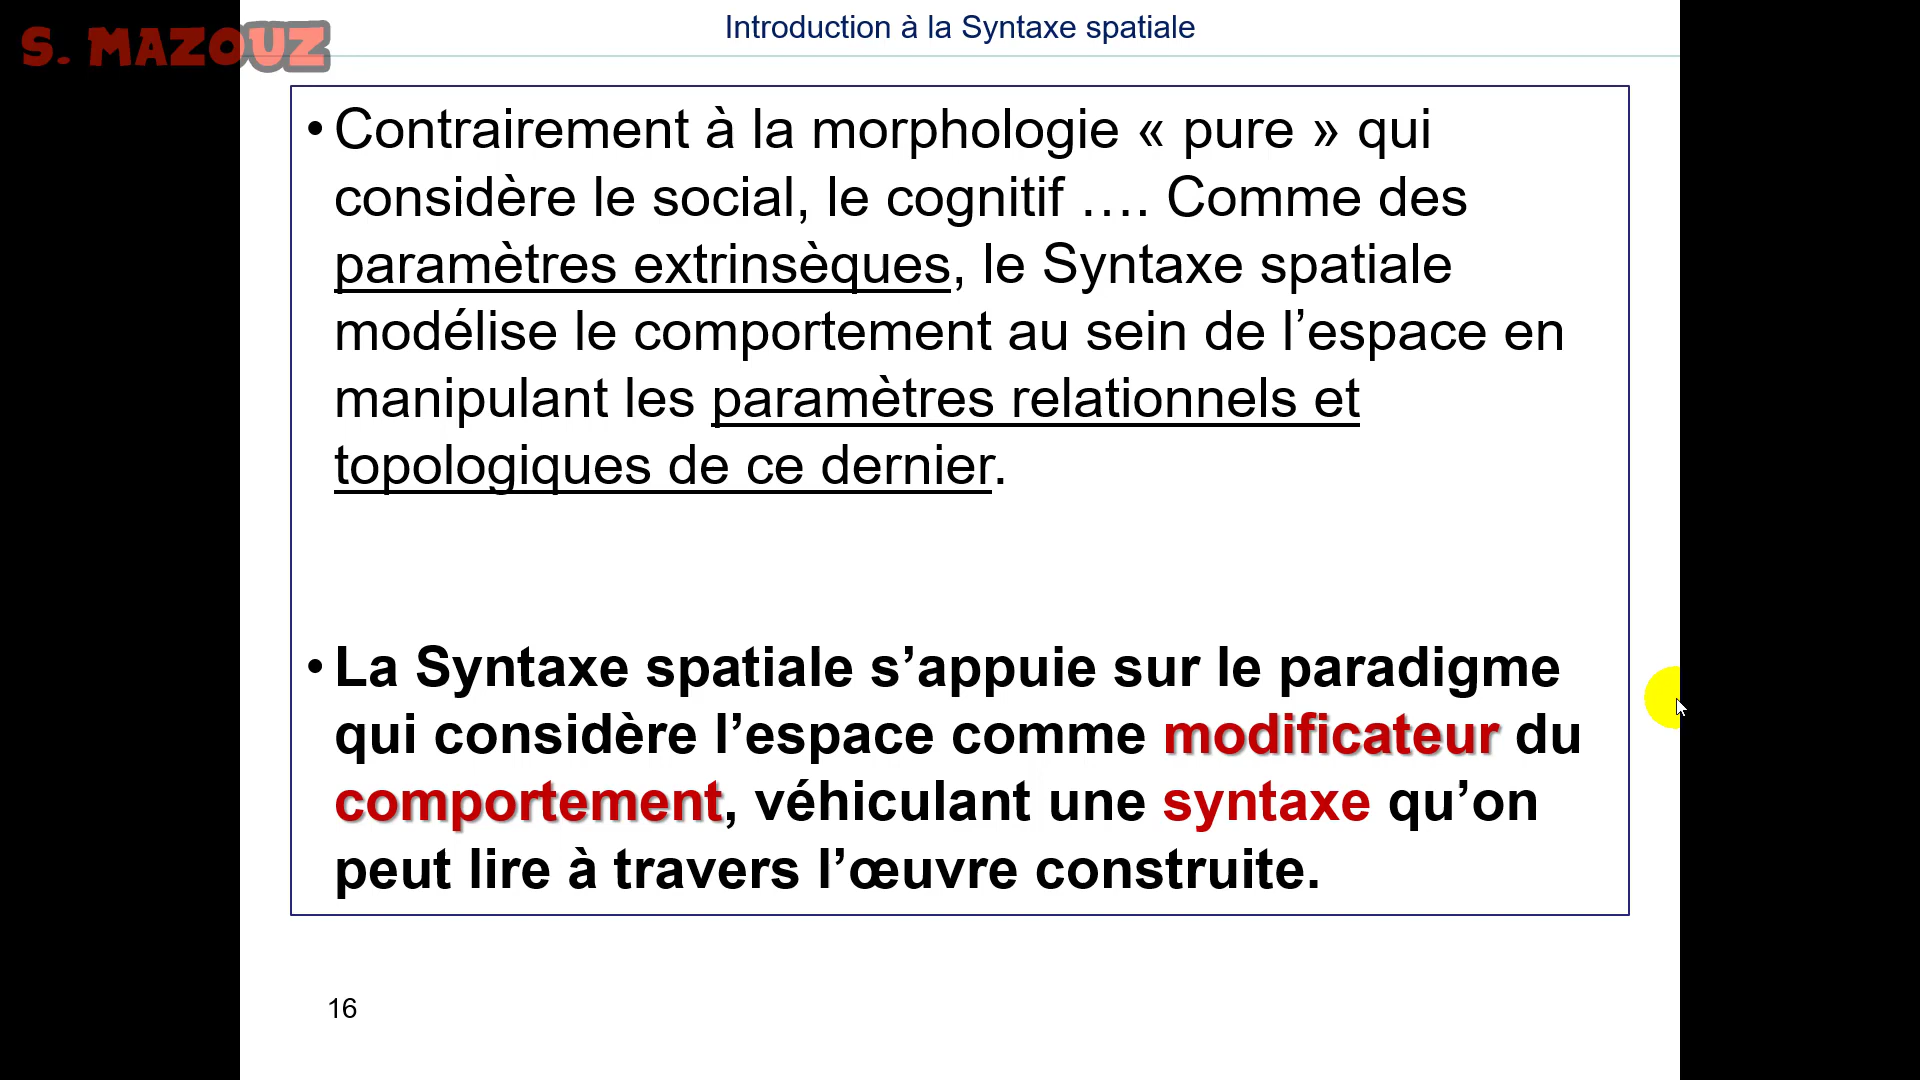 Introduction à la Syntaxe spatiale
S. MAZOUZ
• Contrairement à la morphologie « pure » qui
considère le social, le cognitif …. Comme des
paramètres extrinsèques, le Syntaxe spatiale
modélise le comportement au sein de l’espace en
manipulant les paramètres relationnels et
topologiques de ce dernier.
• La Syntaxe spatiale s’appuie sur le paradigme
qui considère l’espace comme modificateur du
comportement, véhiculant une syntaxe qu’on
peut lire à travers l’œuvre construite.
16